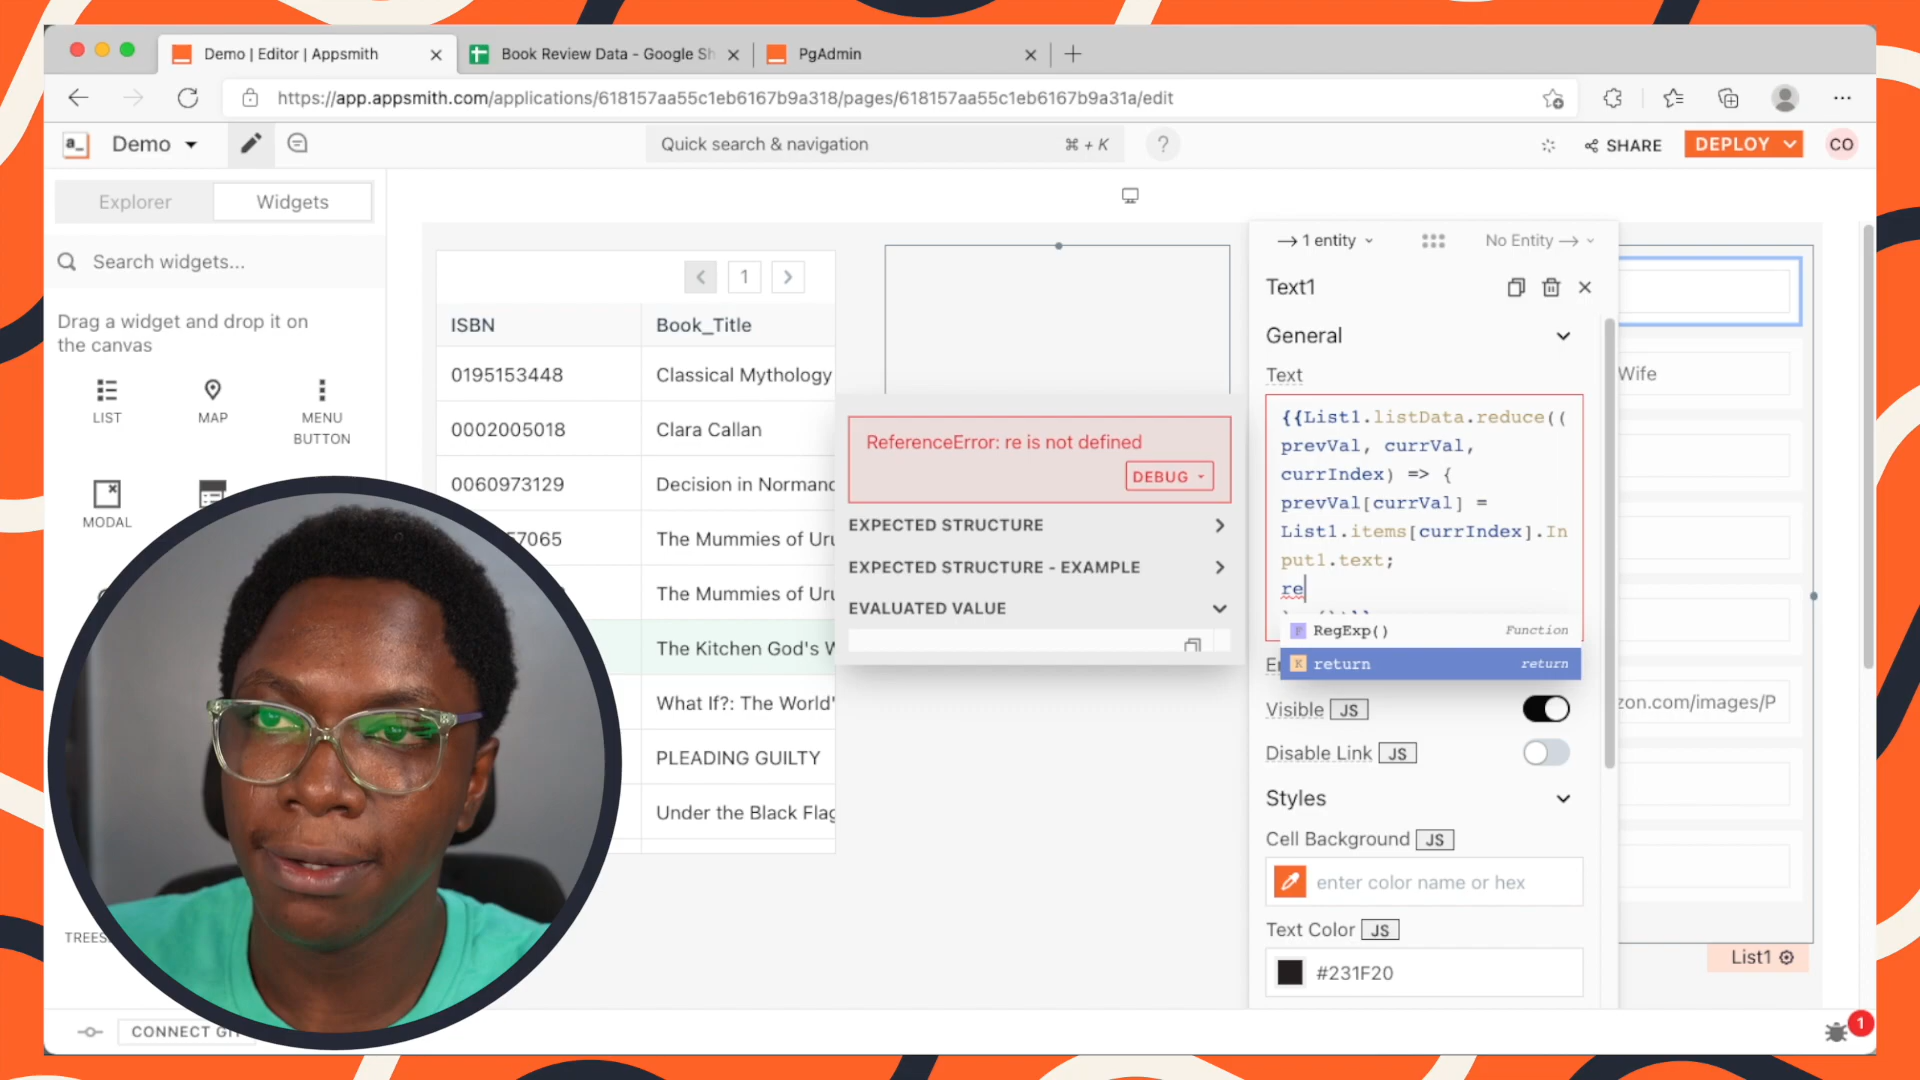 Demo | Editor | Appsmith
Book Review Data - Google Sh
PgAdmin
https://app.appsmith.com/applications/618157aa55c1eb6167b9a318/pages/618157aa55c1eb6167b9a31a/edit
a_
Demo
Quick search & navigation
⌘ + K
?
SHARE
DEPLOY
CO
Explorer
Widgets
Search widgets...
Drag a widget and drop it on
the canvas
LIST
MAP
MENU
BUTTON
MODAL
TREES
CONNECT GI
1
ISBN
Book_Title
0195153448
Classical Mythology
0002005018
Clara Callan
0060973129
Decision in Normand
7065
The Mummies of Uru
The Mummies of Uru
The Kitchen God's W
What If?: The World'
PLEADING GUILTY
Under the Black Flag
ReferenceError: re is not defined
DEBUG
EXPECTED STRUCTURE
EXPECTED STRUCTURE - EXAMPLE
EVALUATED VALUE
1 entity
No Entity
Text1
General
Text
{{List1.listData.reduce((
prevVal, currVal,
currIndex) => {
prevVal[currVal] =
List1.items[currIndex].In
put1.text;
re
F RegExp() Function
K return return
Visible JS
Disable Link JS
Styles
Cell Background JS
enter color name or hex
Text Color JS
#231F20
Wife
zon.com/images/P
List1
1